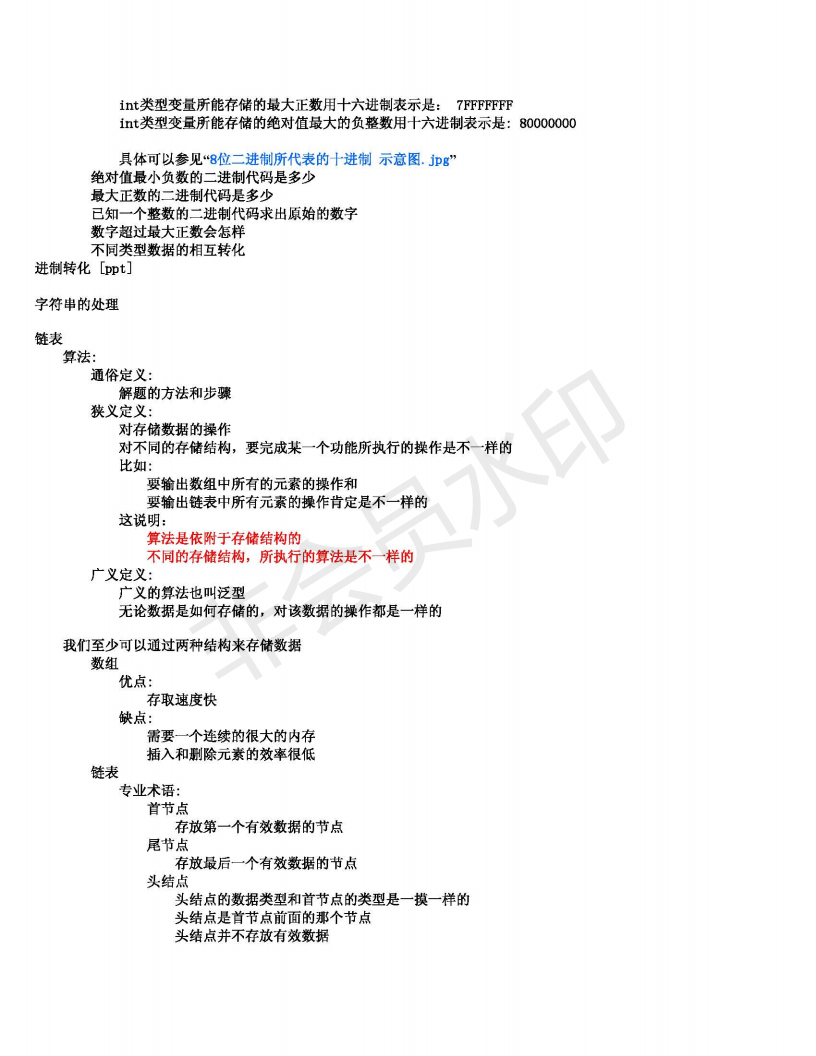 int类型变量所能存储的最大正数用十六进制表示是: 7FFFFFFF
int类型变量所能存储的绝对值最大的负整数用十六进制表示是: 80000000
具体可以参见“8位二进制所代表的十进制 示意图.jpg”
绝对值最小负数的二进制代码是多少
最大正数的二进制代码是多少
已知一个整数的二进制代码求出原始的数字
数字超过最大正数会怎样
不同类型数据的相互转化
进制转化 [ppt]
字符串的处理
链表
算法:
通俗定义:
解题的方法和步骤
狭义定义:
对存储数据的操作
对不同的存储结构，要完成某一个功能所执行的操作是不一样的
比如:
要输出数组中所有的元素的操作和
要输出链表中所有元素的操作肯定是不一样的
这说明:
算法是依附于存储结构的
不同的存储结构，所执行的算法是不一样的
广义定义:
广义的算法也叫泛型
无论数据是如何存储的，对该数据的操作都是一样的
我们至少可以通过两种结构来存储数据
数组
优点:
存取速度快
缺点:
需要一个连续的很大的内存
插入和删除元素的效率很低
链表
专业术语:
首节点
存放第一个有效数据的节点
尾节点
存放最后一个有效数据的节点
头结点
头结点的数据类型和首节点的类型是一摸一样的
头结点是首节点前面的那个节点
头结点并不存放有效数据
非会员水印